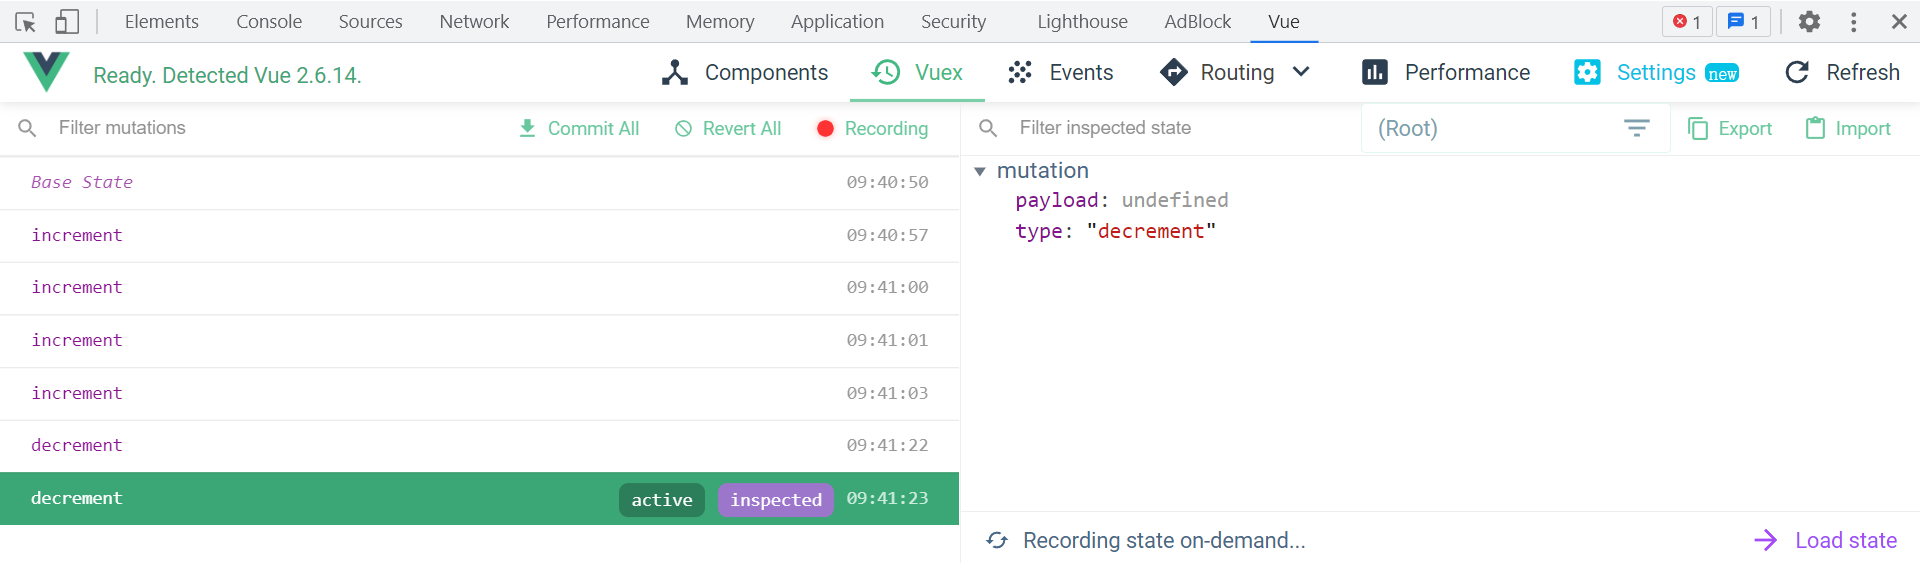 Elements Console Sources Network Performance Memory Application Security Lighthouse AdBlock Vue 1 1
Ready. Detected Vue 2.6.14. Components Vuex Events Routing Performance Settings new Refresh
Filter mutations Commit All Revert All Recording Filter inspected state (Root) Export Import
Base State 09:40:50
mutation
payload: undefined
type: "decrement"
increment 09:40:57
increment 09:41:00
increment 09:41:01
increment 09:41:03
decrement 09:41:22
decrement active inspected 09:41:23
Recording state on-demand... Load state